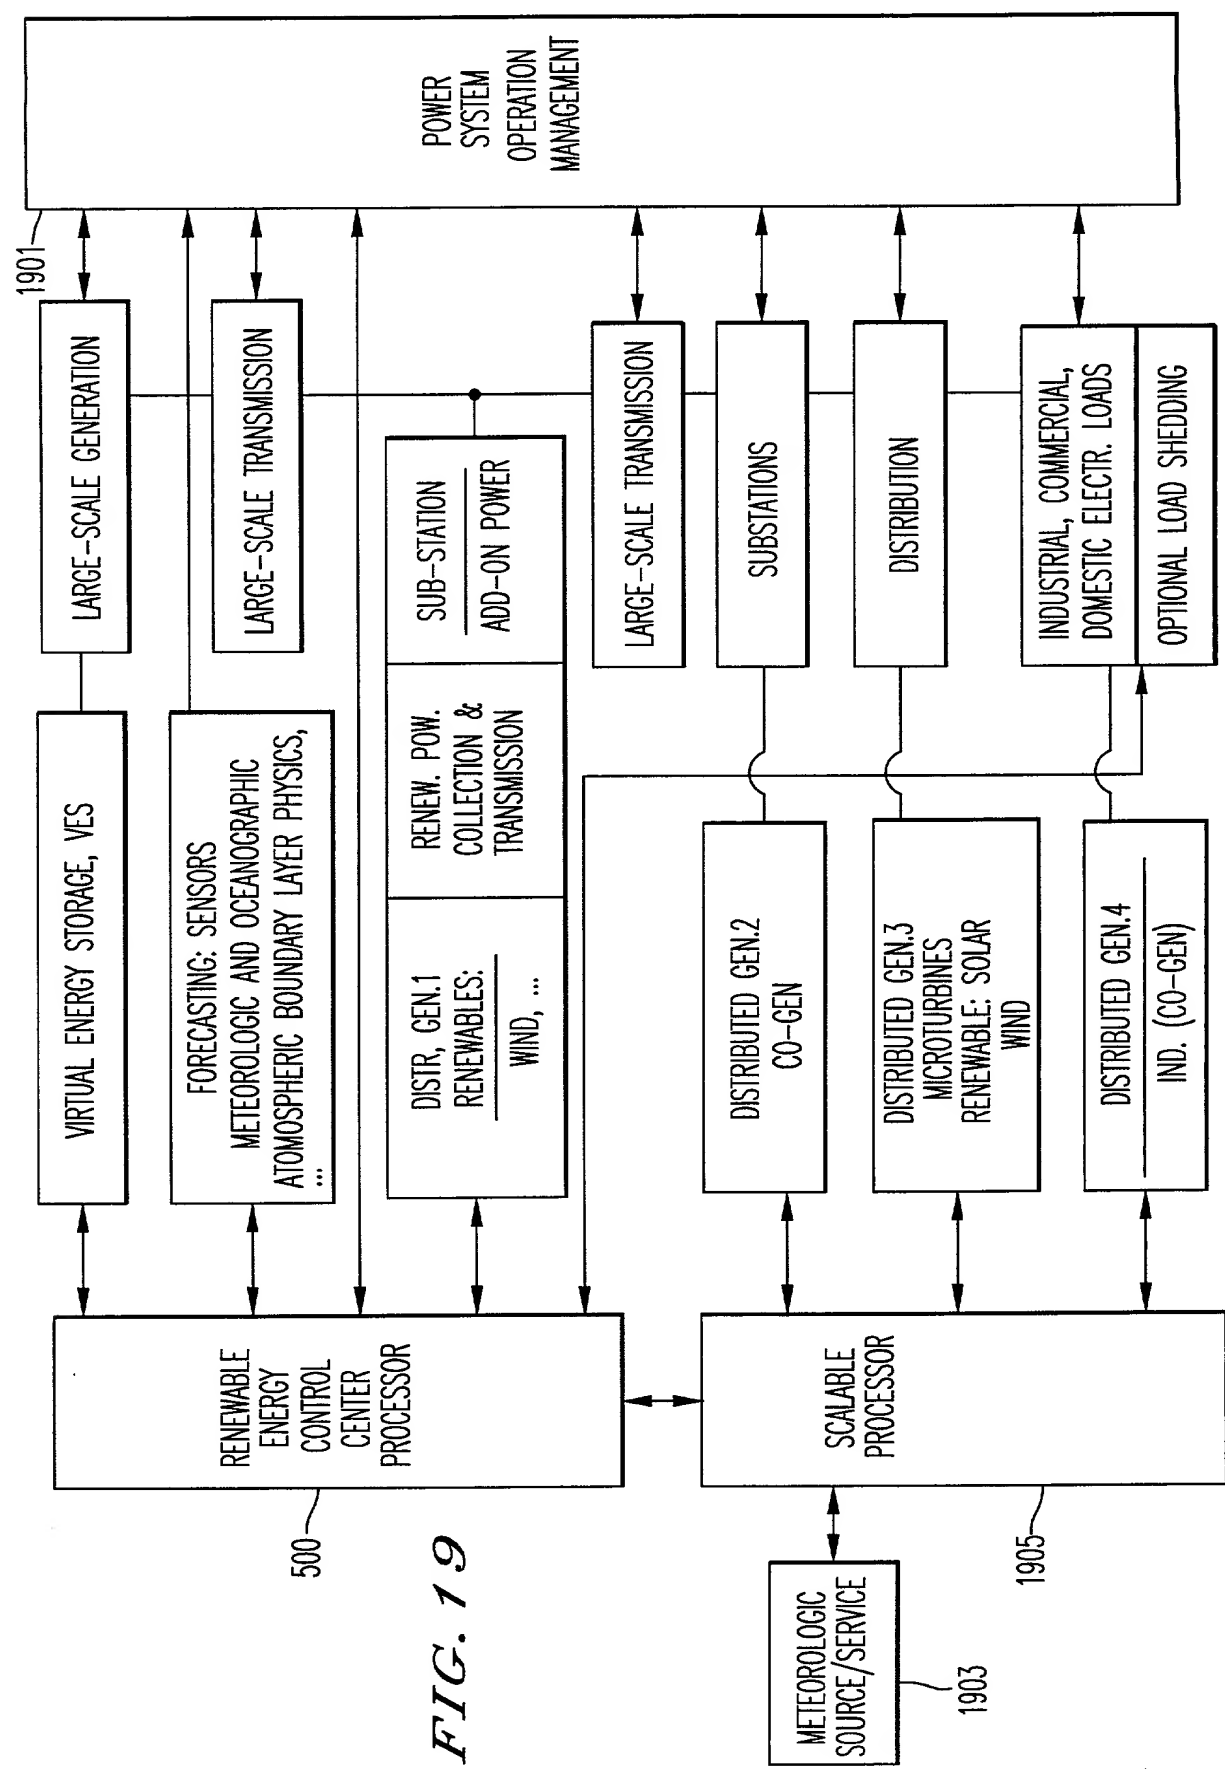 POWER
SYSTEM
OPERATION
MANAGEMENT
1901
LARGE-SCALE GENERATION
LARGE-SCALE TRANSMISSION
SUB-STATION
ADD-ON POWER
LARGE-SCALE TRANSMISSION
SUBSTATIONS
DISTRIBUTION
INDUSTRIAL, COMMERCIAL,
DOMESTIC ELECTR. LOADS
OPTIONAL LOAD SHEDDING
VIRTUAL ENERGY STORAGE, VES
FORECASTING: SENSORS
METEOROLOGIC AND OCEANOGRAPHIC
ATOMOSPHERIC BOUNDARY LAYER PHYSICS,
...
RENEW. POW.
COLLECTION &
TRANSMISSION
DISTR, GEN.1
RENEWABLES:
WIND, ...
DISTRIBUTED GEN.2
CO-GEN
DISTRIBUTED GEN.3
MICROTURBINES
RENEWABLE: SOLAR
WIND
DISTRIBUTED GEN.4
IND. (CO-GEN)
RENEWABLE
ENERGY
CONTROL
CENTER
PROCESSOR
500
SCALABLE
PROCESSOR
1905
METEOROLOGIC
SOURCE/SERVICE
1903
FIG. 19